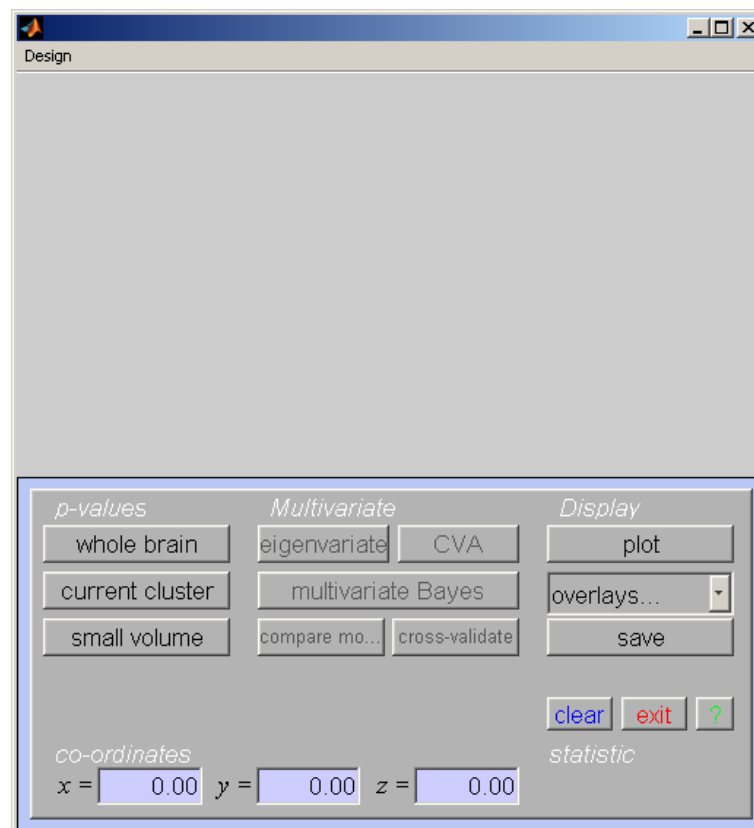 Design
p-values Multivariate Display
whole brain eigenvariate CVA plot
current cluster multivariate Bayes overlays...
small volume compare mo... cross-validate save
clear exit ?
co-ordinates statistic
x = 0.00 y = 0.00 z = 0.00